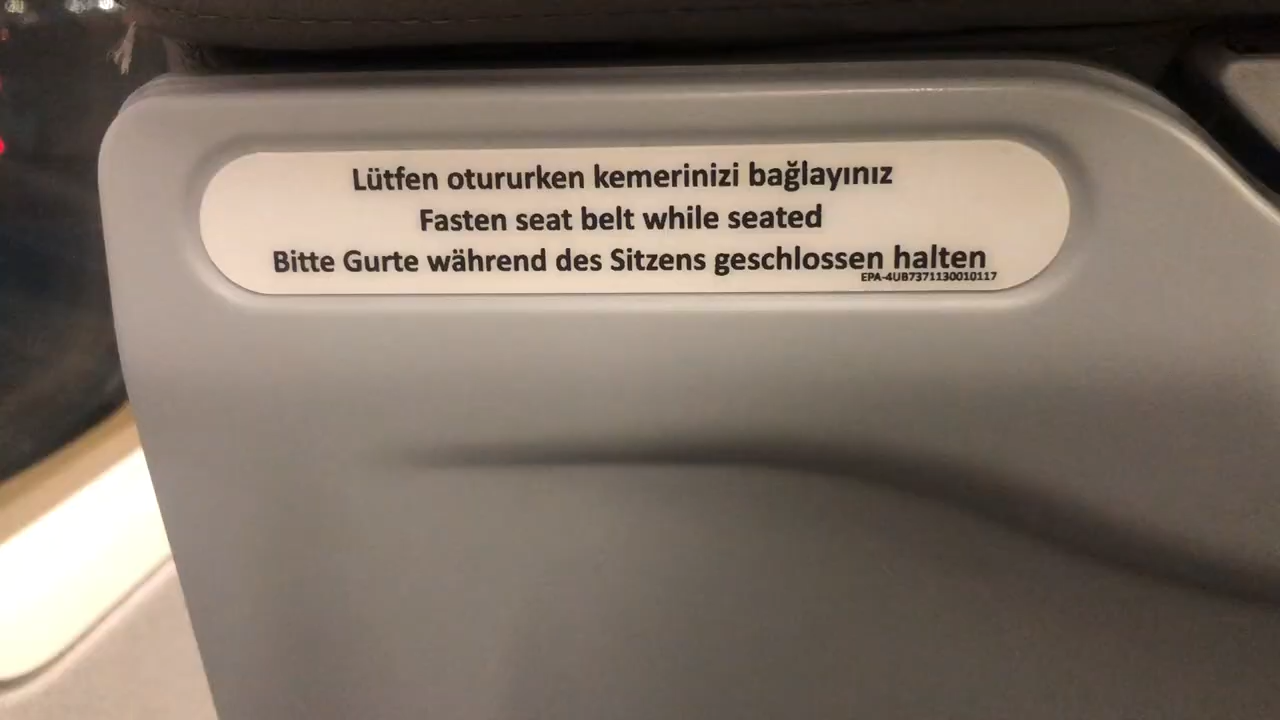 Lütfen otururken kemerinizi bağlayınız
Fasten seat belt while seated
Bitte Gurte während des Sitzens geschlossen halten
EPA-4UB7371130010117